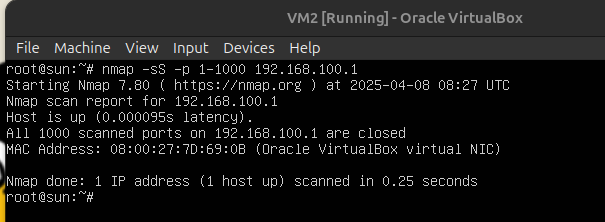 VM2 [Running] - Oracle VirtualBox
File Machine View Input Devices Help
root@sun:~# nmap -sS -p 1-1000 192.168.100.1
Starting Nmap 7.80 ( https://nmap.org ) at 2025-04-08 08:27 UTC
Nmap scan report for 192.168.100.1
Host is up (0.000095s latency).
All 1000 scanned ports on 192.168.100.1 are closed
MAC Address: 08:00:27:7D:69:0B (Oracle VirtualBox virtual NIC)
Nmap done: 1 IP address (1 host up) scanned in 0.25 seconds
root@sun:~#